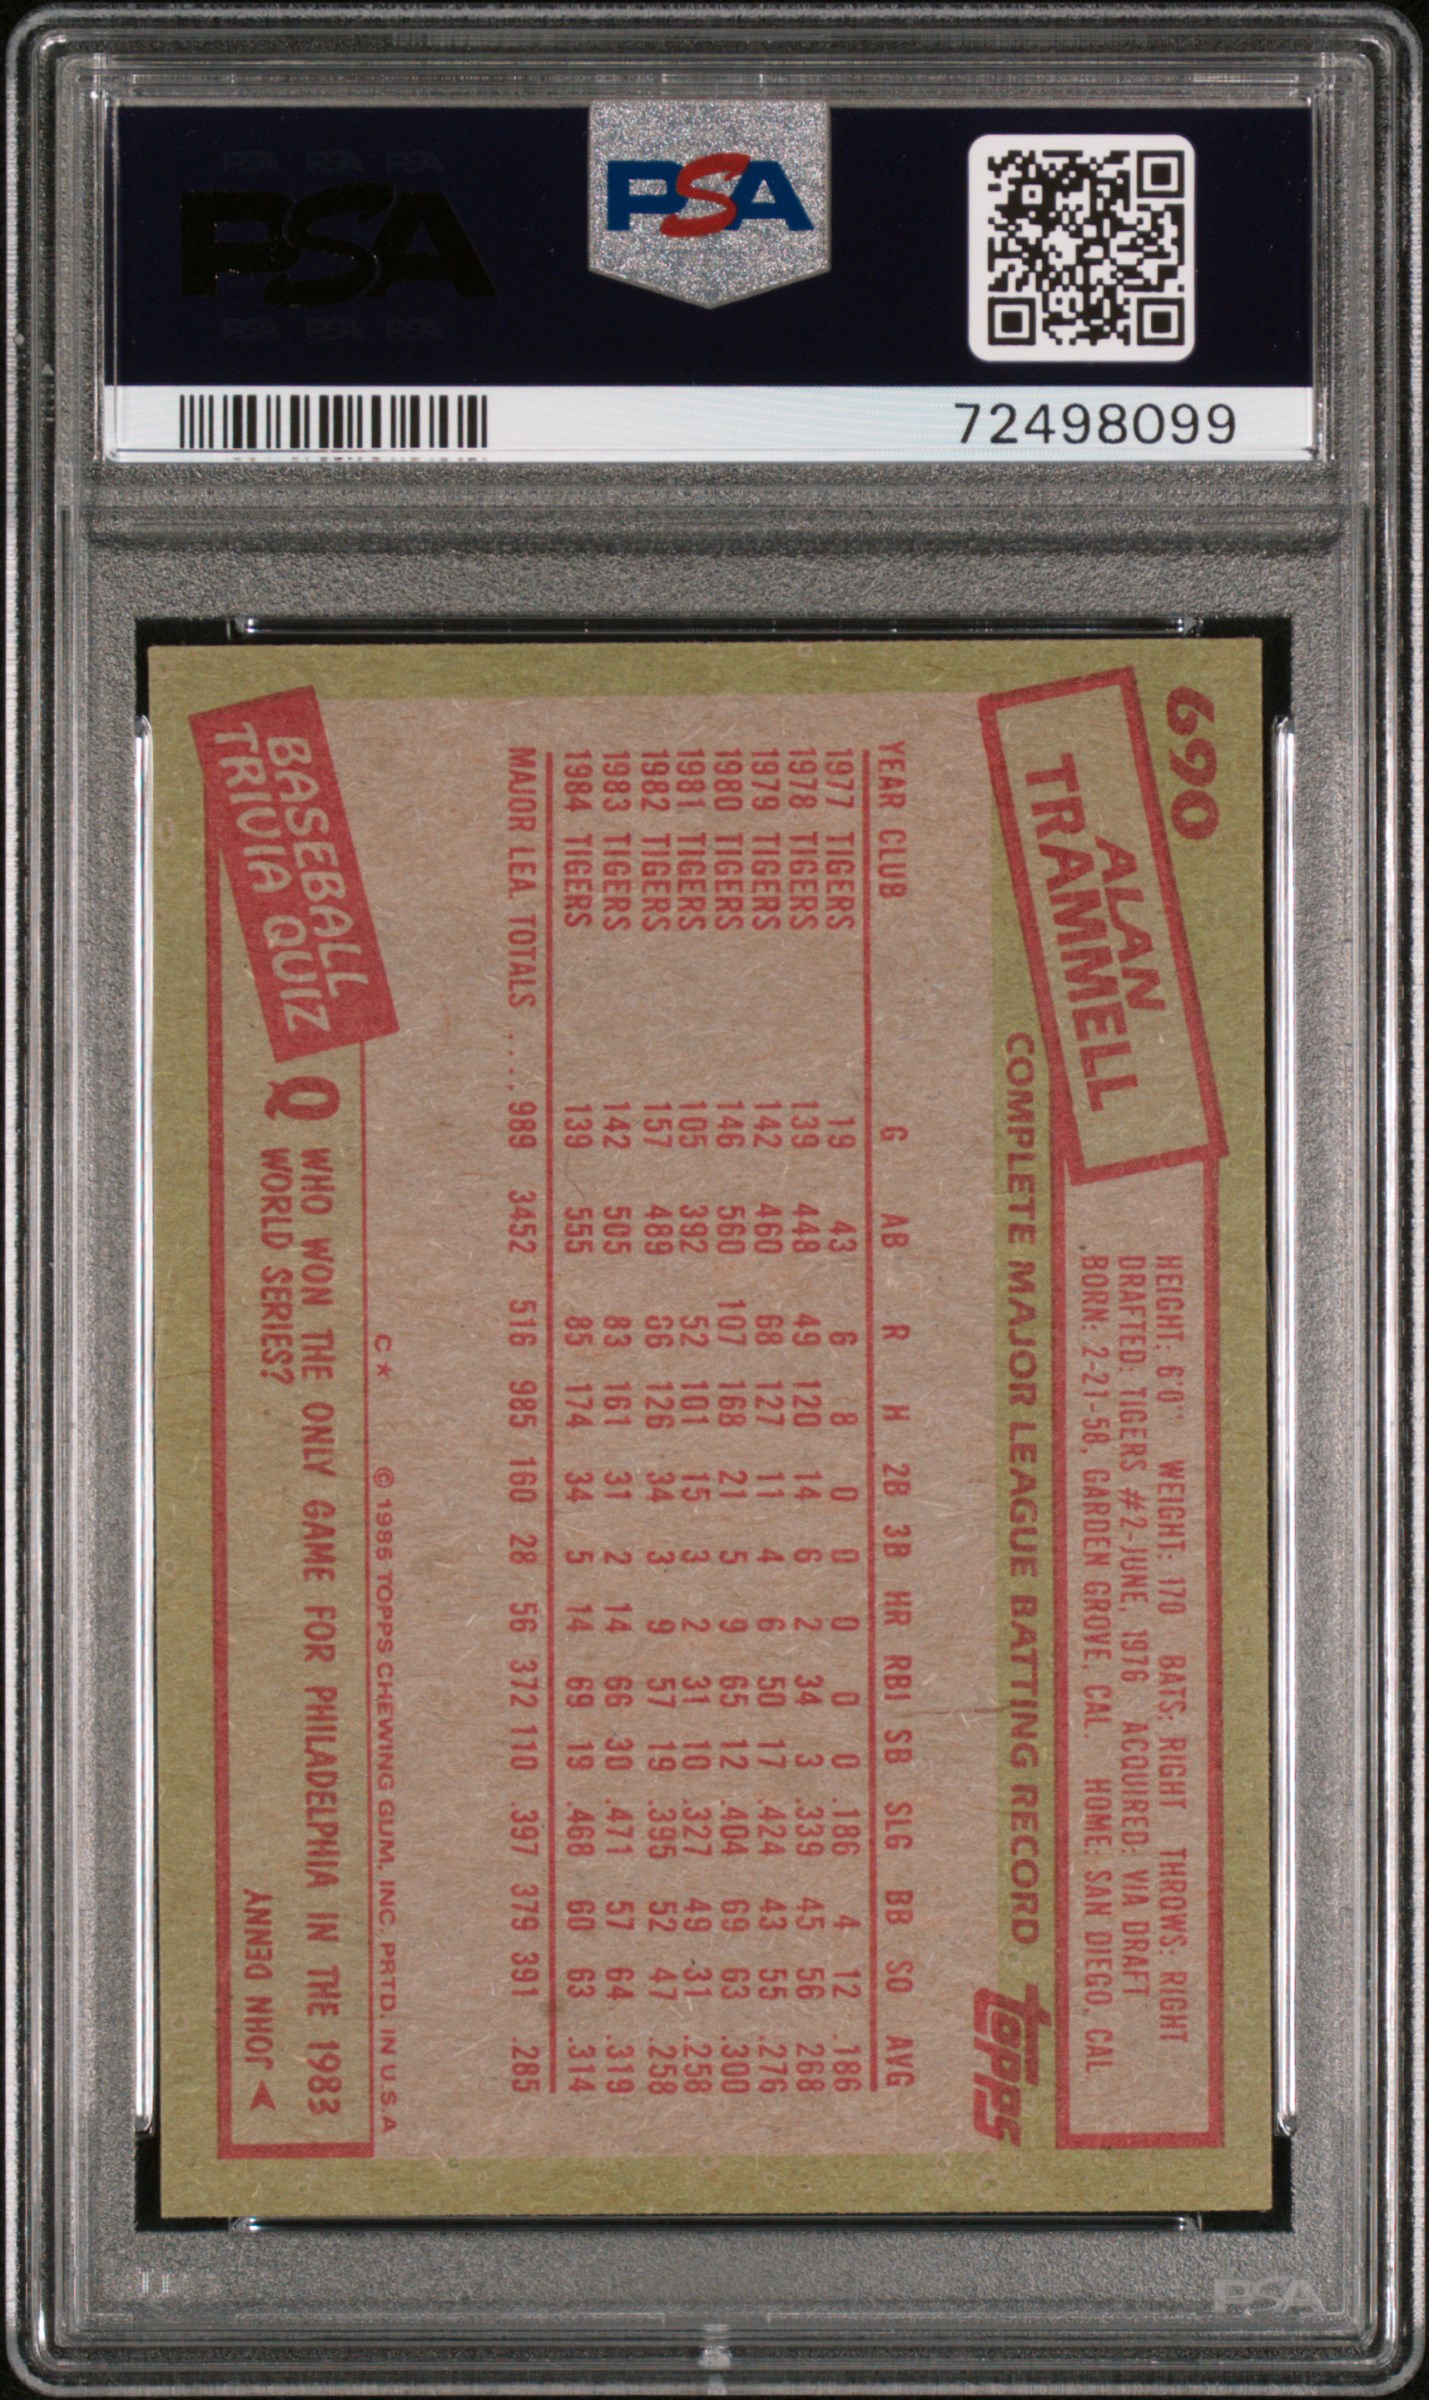 PSA PSA PSA
PSA
PSA PSA PSA
PSA
72498099
690
ALAN
TRAMMELL
HEIGHT: 6'0" WEIGHT: 170 BATS: RIGHT THROWS: RIGHT
DRAFTED: TIGERS #2-JUNE, 1976 ACQUIRED: VIA DRAFT
BORN: 2-21-58, GARDEN GROVE, CAL. HOME: SAN DIEGO, CAL.
COMPLETE MAJOR LEAGUE BATTING RECORD
topps
YEAR CLUB G AB R H 2B 3B HR RBI SB SLG BB SO AVG
1977 TIGERS 19 43 6 8 0 0 0 0 0 .186 4 12 .186
1978 TIGERS 139 448 49 120 14 6 2 34 3 .339 45 56 .268
1979 TIGERS 142 460 68 127 11 4 6 50 17 .424 43 55 .276
1980 TIGERS 146 560 107 168 21 5 9 65 12 .404 69 63 .300
1981 TIGERS 105 392 52 101 15 3 2 31 10 .327 49 31 .258
1982 TIGERS 157 489 66 126 34 3 9 57 19 .395 52 47 .258
1983 TIGERS 142 505 83 161 31 2 14 66 30 .471 57 64 .319
1984 TIGERS 139 555 85 174 34 5 14 69 19 .468 60 63 .314
MAJOR LEA. TOTALS .... 989 3452 516 985 160 28 56 372 110 .397 379 391 .285
C* © 1985 TOPPS CHEWING GUM, INC. PRTD. IN U.S.A
BASEBALL
TRIVIA QUIZ
Q WHO WON THE ONLY GAME FOR PHILADELPHIA IN THE 1983
WORLD SERIES?
JOHN DENNY
PSA